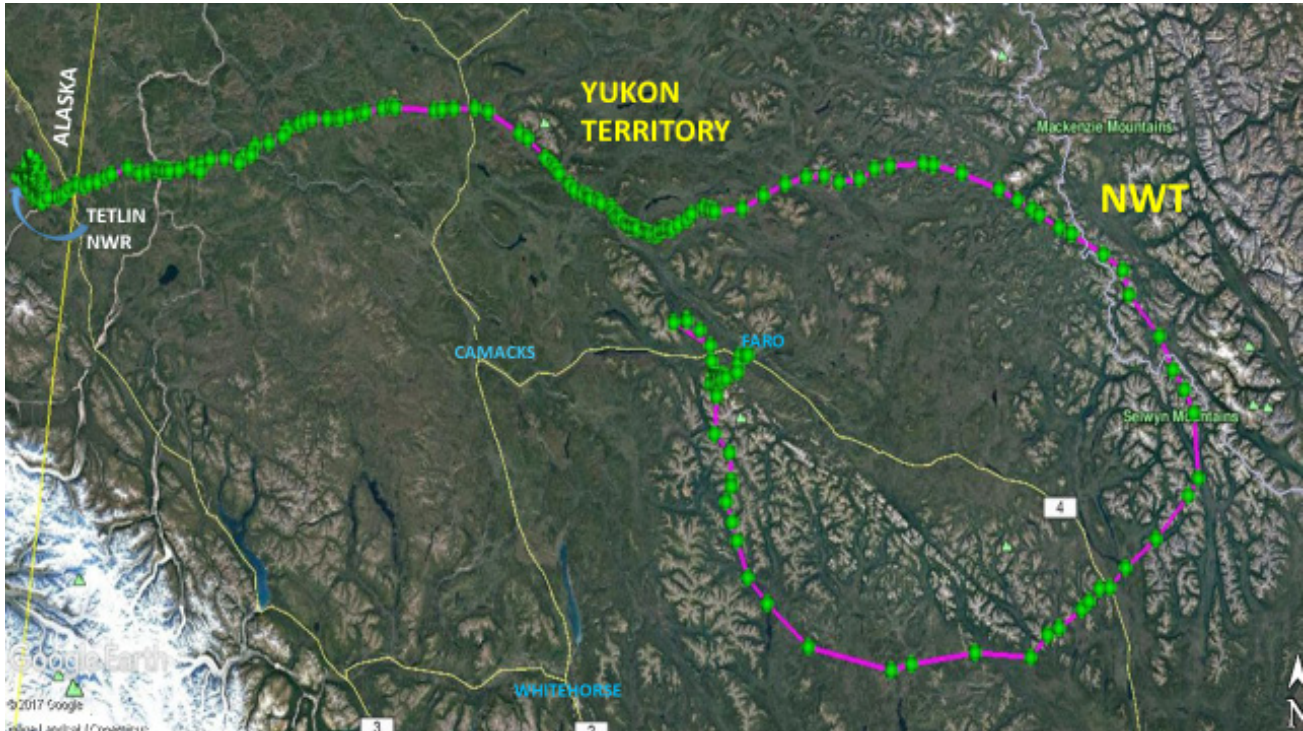 YUKON
TERRITORY
ALASKA
Mackenzie Mountains
NWT
TETLIN
NWR
CAMACKS
FARO
Selwyn Mountains
4
Google Earth
WHITEHORSE
©2017 Google
3
2
N